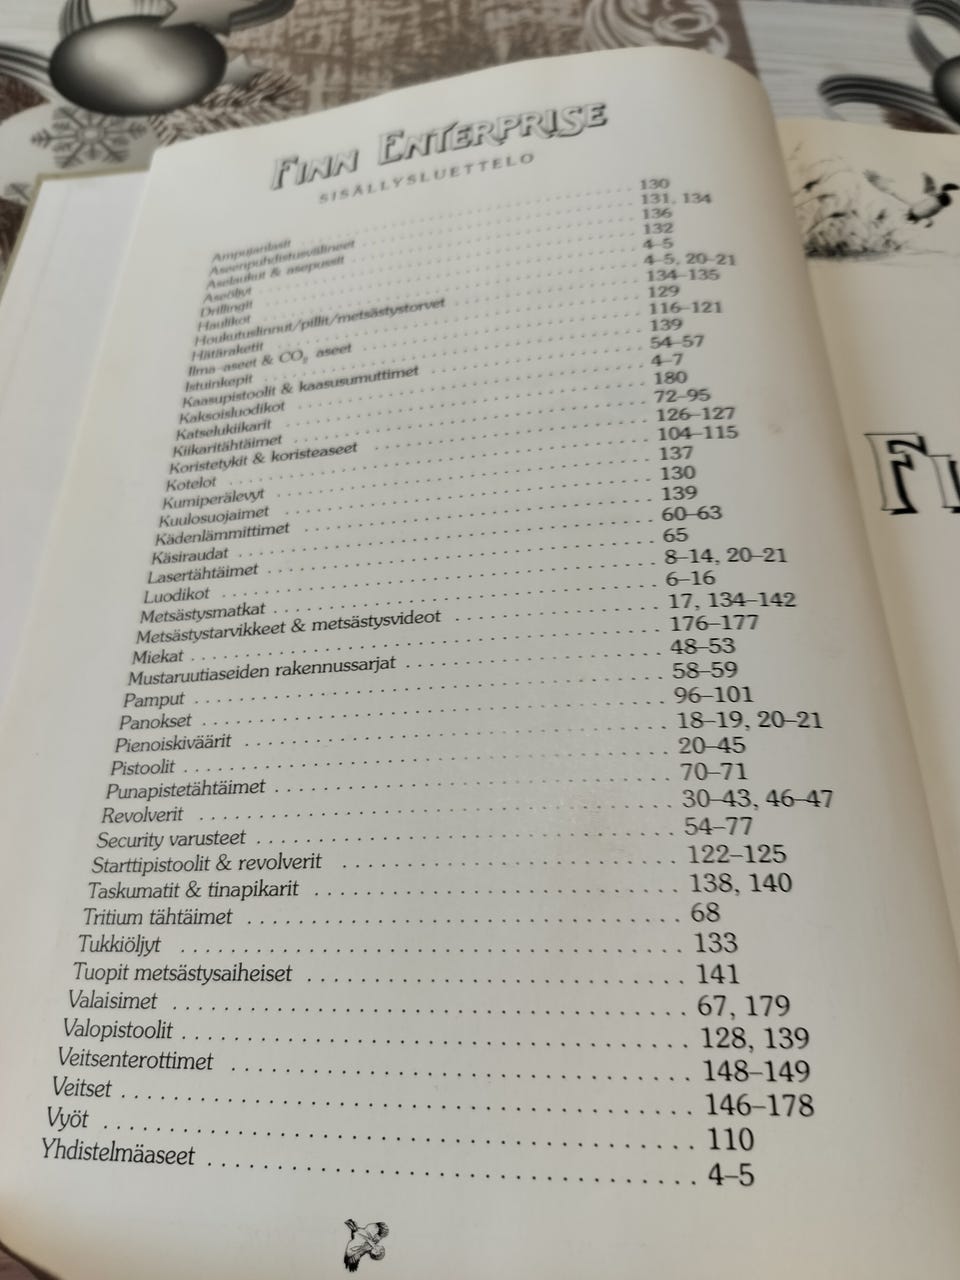 FINN ENTERPRISE
SISÄLLYSLUETTELO
Ampujanlasit . . . . . . . . . . 130
Aseenpuhdistusvälineet . . . . . . . . . . 131, 134
Aselaukut & asepussit . . . . . . . . . . 136
Aseöljyt . . . . . . . . . . 132
Drillingit . . . . . . . . . . 4–5
Haulikot . . . . . . . . . . 4–5, 20–21
Houkutuslinnut/pillit/metsästystorvet . . . . . . . . . . 134–135
Hätäraketit . . . . . . . . . . 129
Ilma-aseet & CO₂ aseet . . . . . . . . . . 116–121
Istuinkepit . . . . . . . . . . 139
Kaasupistoolit & kaasusumuttimet . . . . . . . . . . 54–57
Kaksoisluodikot . . . . . . . . . . 4–7
Katselukiikarit . . . . . . . . . . 180
Kiikaritähtäimet . . . . . . . . . . 72–95
Koristetykit & koristeaseet . . . . . . . . . . 126–127
Kotelot . . . . . . . . . . 104–115
Kumiperälevyt . . . . . . . . . . 137
Kuulosuojaimet . . . . . . . . . . 130
Kädenlämmittimet . . . . . . . . . . 139
Käsiraudat . . . . . . . . . . 60–63
Lasertähtäimet . . . . . . . . . . 65
Luodikot . . . . . . . . . . 8–14, 20–21
Metsästysmatkat . . . . . . . . . . 6–16
Metsästystarvikkeet & metsästysvideot . . . . . . . . . . 17, 134–142
Miekat . . . . . . . . . . 176–177
Mustaruutiaseiden rakennussarjat . . . . . . . . . . 48–53
Pamput . . . . . . . . . . 58–59
Panokset . . . . . . . . . . 96–101
Pienoiskiväärit . . . . . . . . . . 18–19, 20–21
Pistoolit . . . . . . . . . . 20–45
Punapistetähtäimet . . . . . . . . . . 70–71
Revolverit . . . . . . . . . . 30–43, 46–47
Security varusteet . . . . . . . . . . 54–77
Starttipistoolit & revolverit . . . . . . . . . . 122–125
Taskumatit & tinapikarit . . . . . . . . . . 138, 140
Tritium tähtäimet . . . . . . . . . . 68
Tukkiöljyt . . . . . . . . . . 133
Tuopit metsästysaiheiset . . . . . . . . . . 141
Valaisimet . . . . . . . . . . 67, 179
Valopistoolit . . . . . . . . . . 128, 139
Veitsenterottimet . . . . . . . . . . 148–149
Veitset . . . . . . . . . . 146–178
Vyöt . . . . . . . . . . 110
Yhdistelmäaseet . . . . . . . . . . 4–5